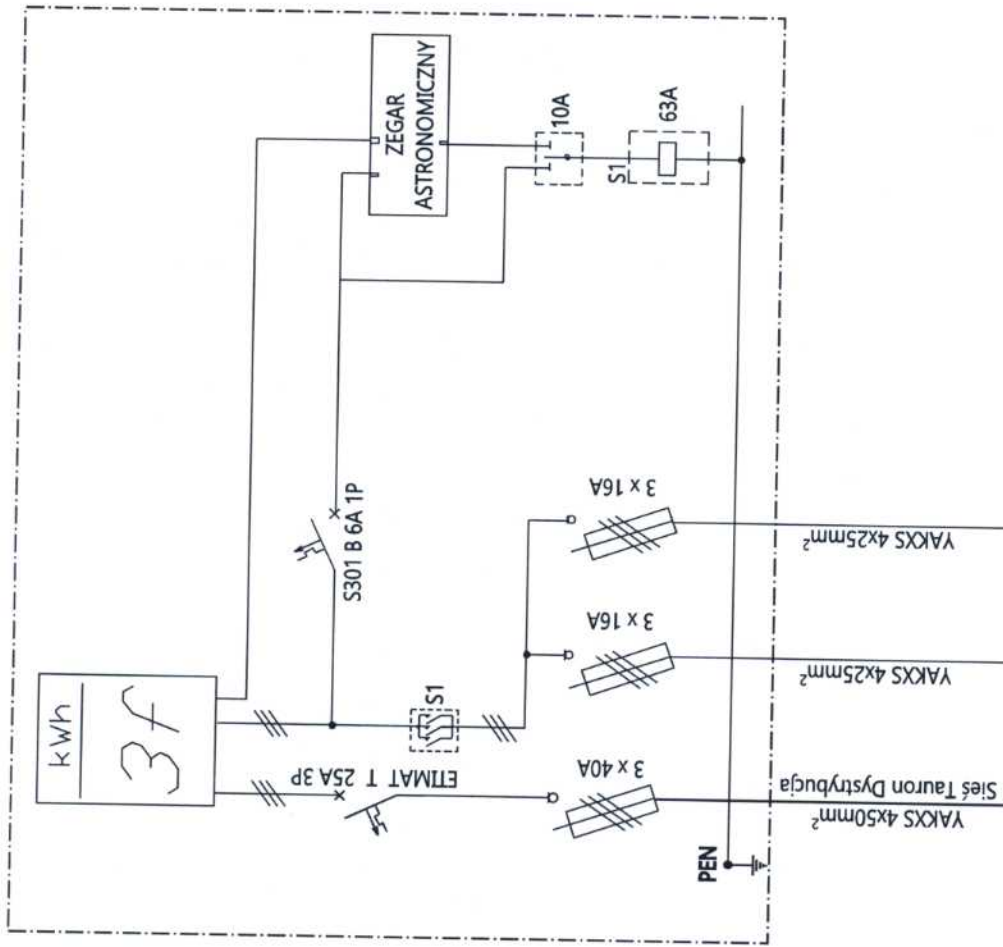 kWh
3f
ZEGAR
ASTRONOMICZNY
10A
S1
63A
S301 B 6A 1P
S1
ETIMAT T 25A 3P
3 x 40A
3 x 16A
3 x 16A
PEN
YAKXS 4x50mm²
Sieś Tauron Dystrybucja
YAKXS 4x25mm²
YAKXS 4x25mm²